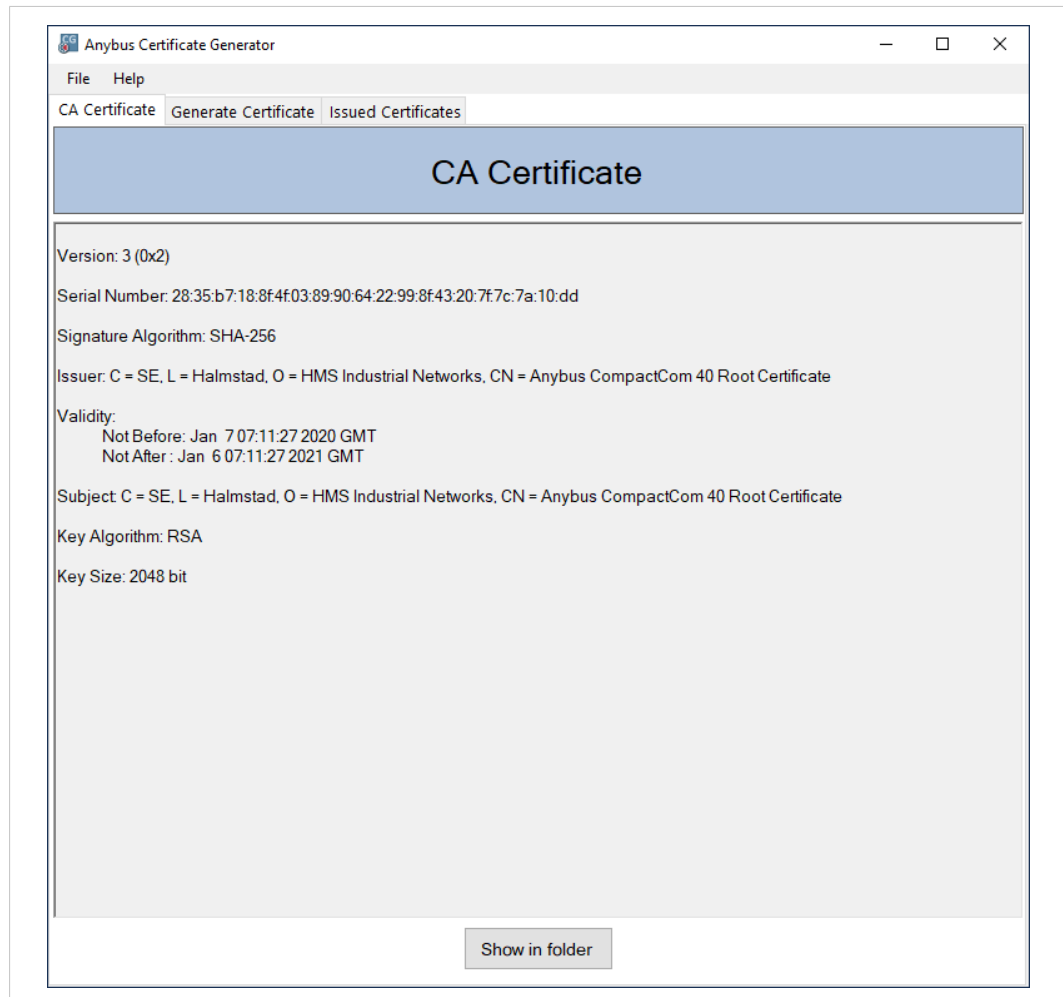 Anybus Certificate Generator
File Help
CA Certificate Generate Certificate Issued Certificates
CA Certificate
Version: 3 (0x2)
Serial Number: 28:35:b7:18:8f:4f:03:89:90:64:22:99:8f:43:20:7f:7c:7a:10:dd
Signature Algorithm: SHA-256
Issuer: C = SE, L = Halmstad, O = HMS Industrial Networks, CN = Anybus CompactCom 40 Root Certificate
Validity:
Not Before: Jan  7 07:11:27 2020 GMT
Not After : Jan  6 07:11:27 2021 GMT
Subject: C = SE, L = Halmstad, O = HMS Industrial Networks, CN = Anybus CompactCom 40 Root Certificate
Key Algorithm: RSA
Key Size: 2048 bit
Show in folder